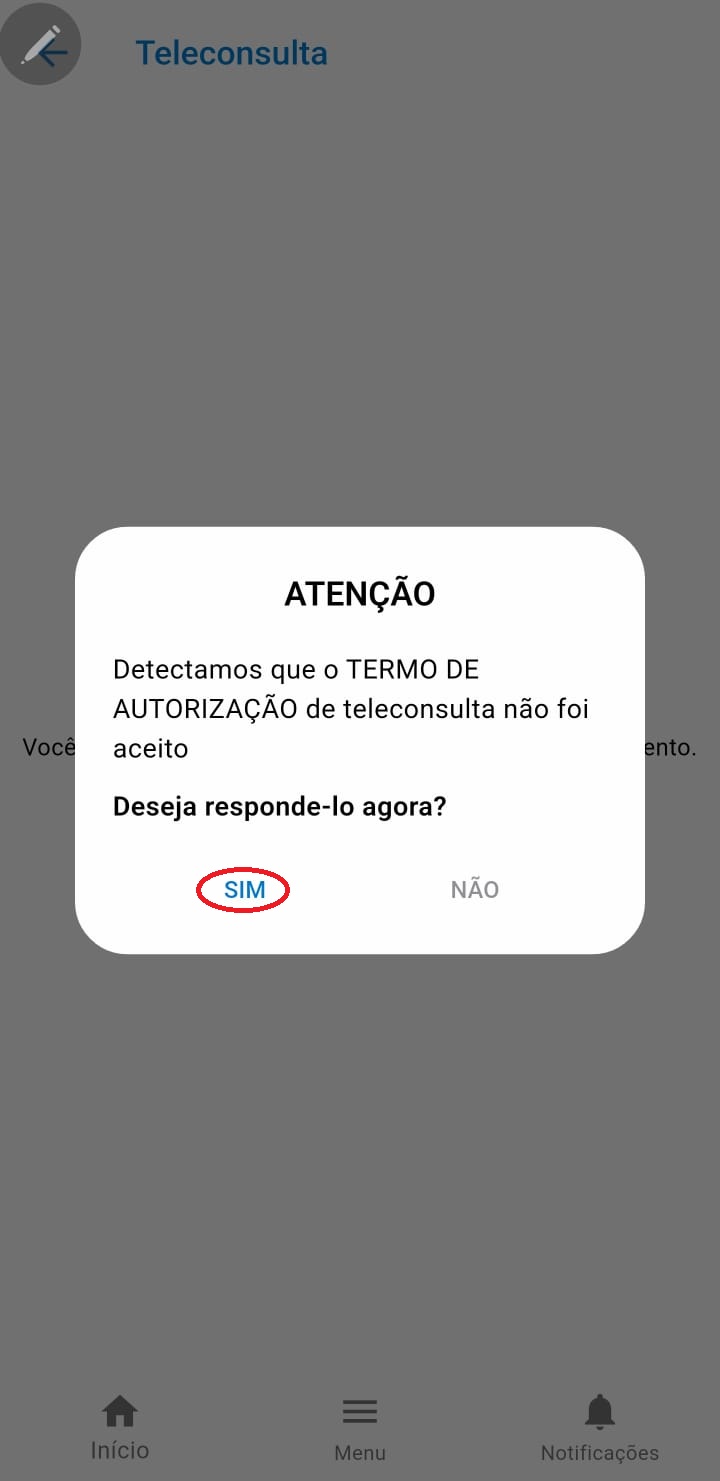 Teleconsulta
ATENÇÃO
Detectamos que o TERMO DE
AUTORIZAÇÃO de teleconsulta não foi
aceito
Você
ento.
Deseja responde-lo agora?
SIM NÃO
Início Menu Notificações